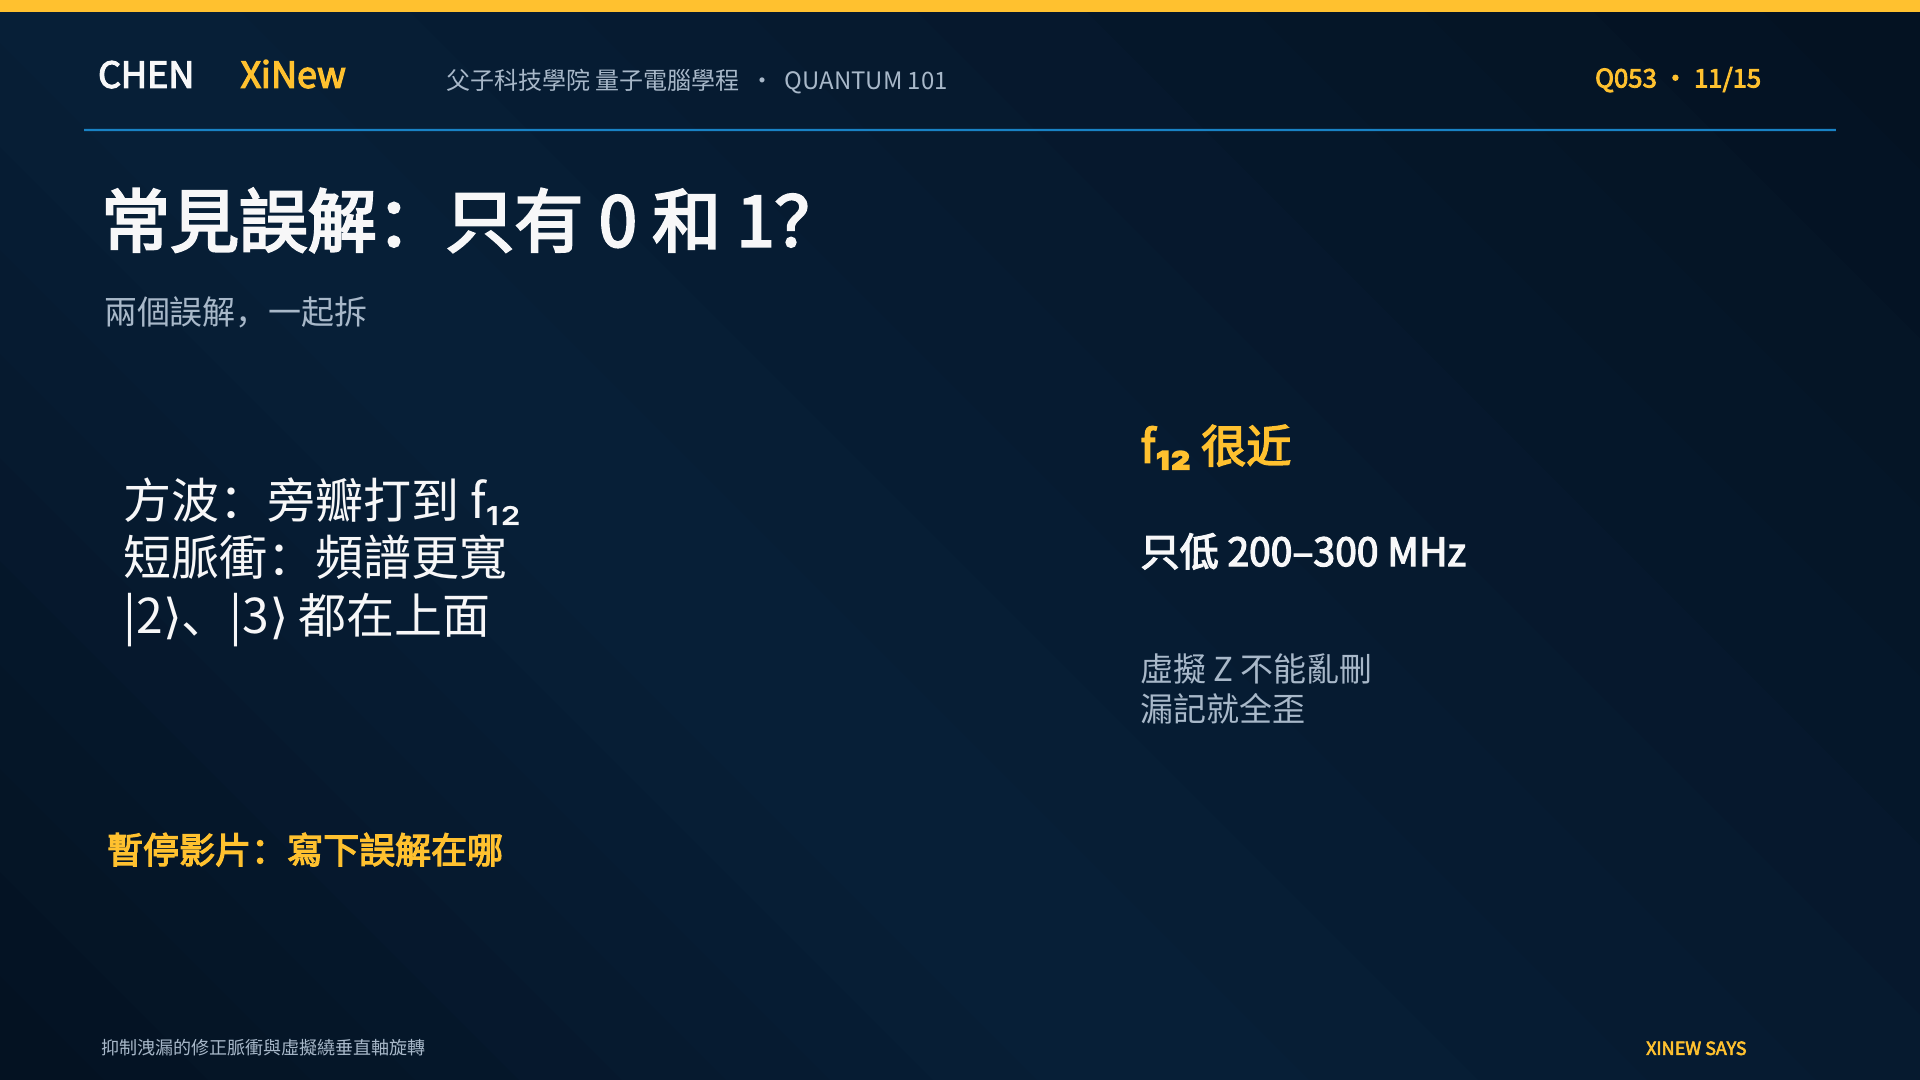 CHEN XiNew 父子科技學院 量子電腦學程 • QUANTUM 101 Q053 • 11/15
常見誤解：只有 0 和 1?
兩個誤解，一起拆
方波：旁瓣打到 f₁₂
短脈衝：頻譜更寬
|2⟩、|3⟩ 都在上面
f₁₂ 很近
只低 200–300 MHz
虛擬 Z 不能亂刪
漏記就全歪
暫停影片：寫下誤解在哪
抑制洩漏的修正脈衝與虛擬繞垂直軸旋轉
XINEW SAYS